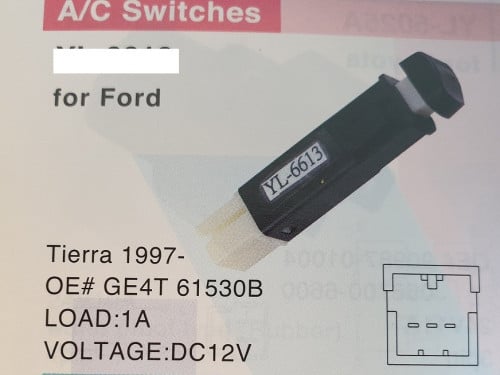 A/C Switches
for Ford
YL-6613
Tierra 1997-
OE# GE4T 61530B
LOAD:1A
VOLTAGE:DC12V